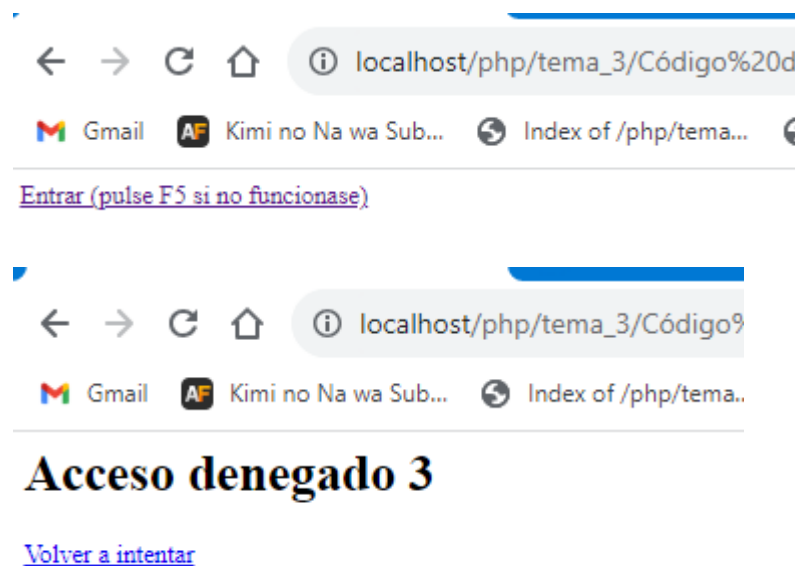 localhost/php/tema_3/Código%20d
Gmail AF Kimi no Na wa Sub... Index of /php/tema...
Entrar (pulse F5 si no funcionase)
localhost/php/tema_3/Código%
Gmail AF Kimi no Na wa Sub... Index of /php/tema..
Acceso denegado 3
Volver a intentar